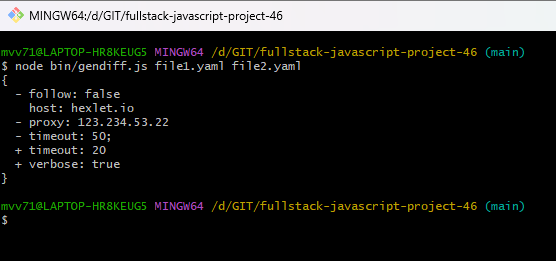 MINGW64:/d/GIT/fullstack-javascript-project-46
mvv71@LAPTOP-HR8KEUG5 MINGW64 /d/GIT/fullstack-javascript-project-46 (main)
$ node bin/gendiff.js file1.yaml file2.yaml
{
  - follow: false
    host: hexlet.io
  - proxy: 123.234.53.22
  - timeout: 50;
  + timeout: 20
  + verbose: true
}
mvv71@LAPTOP-HR8KEUG5 MINGW64 /d/GIT/fullstack-javascript-project-46 (main)
$